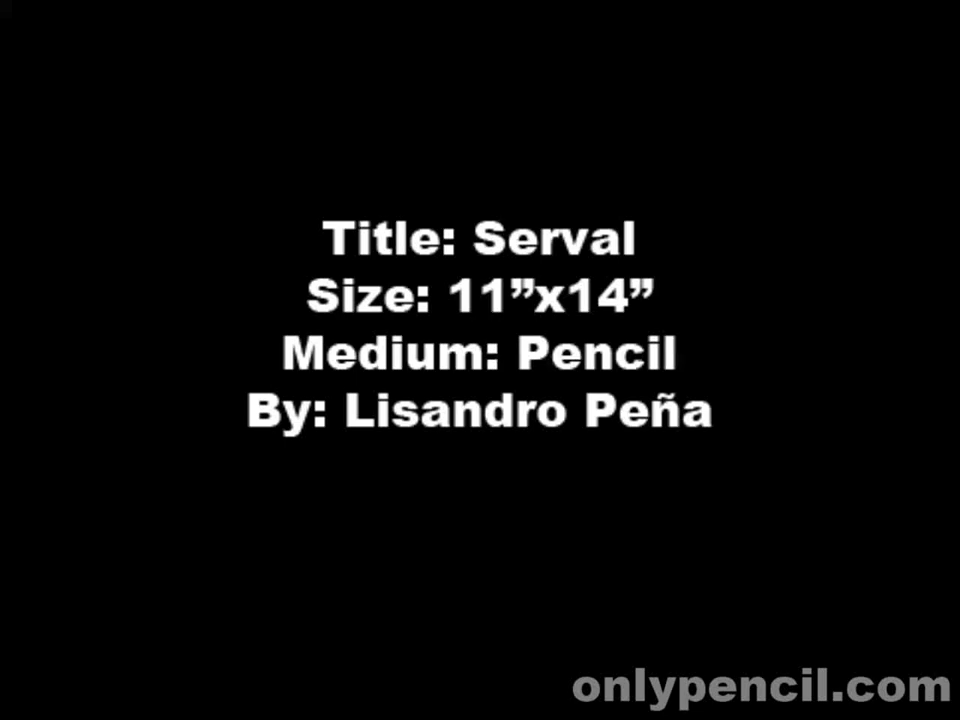 Title: Serval
Size: 11”x14”
Medium: Pencil
By: Lisandro Peña
onlypencil.com